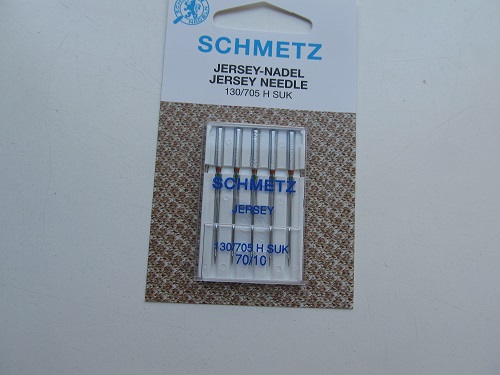 SCHMETZ
JERSEY-NADEL
JERSEY NEEDLE
130/705 H SUK
SCHMETZ
JERSEY
130/705 H SUK
70/10